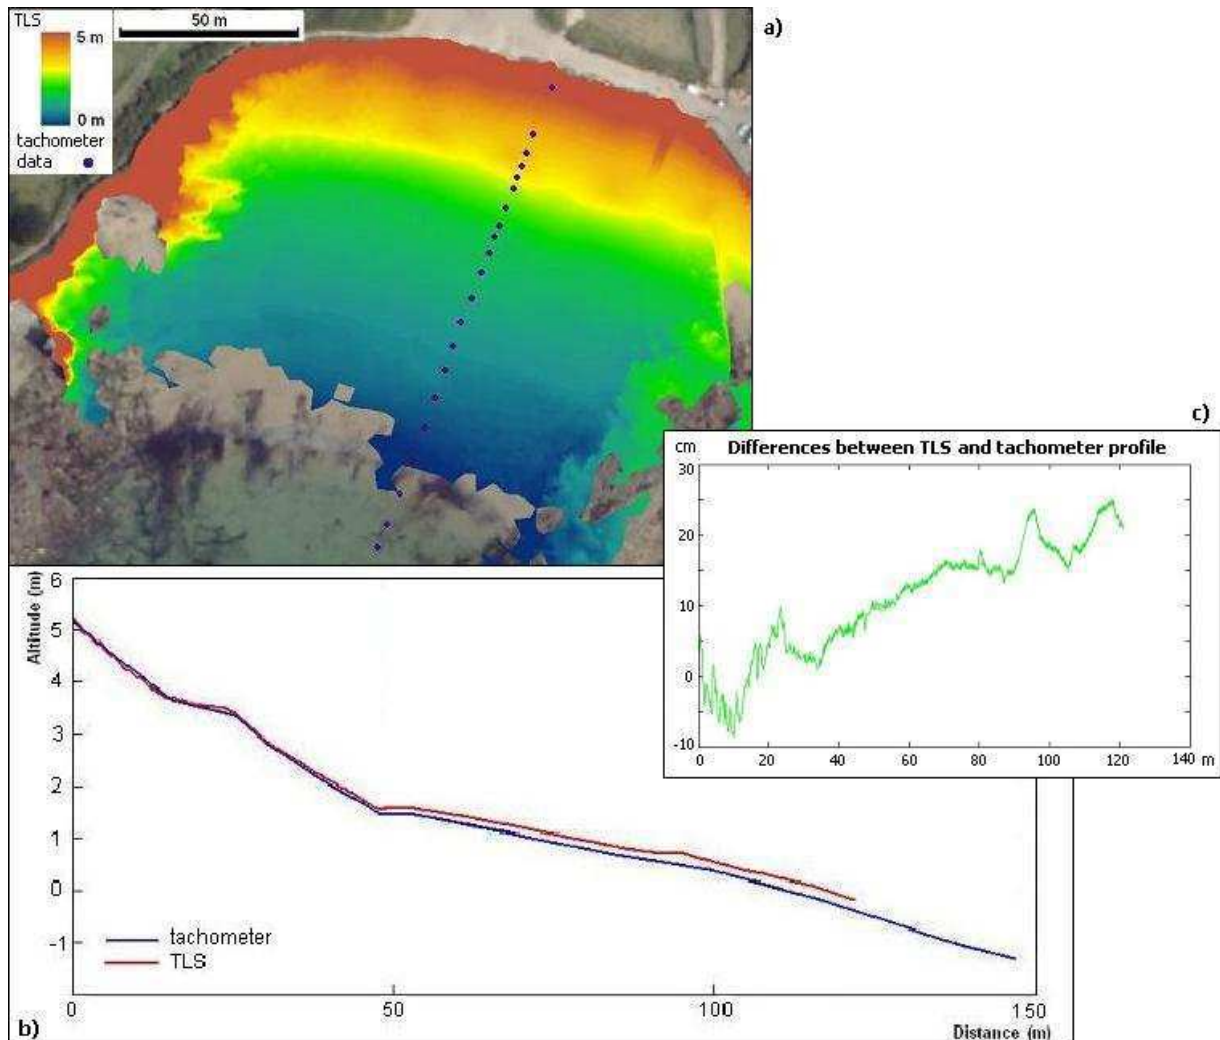 TLS
50 m
5 m
0 m
tachometer
data
a)
c)
cm
Differences between TLS and tachometer profile
30
20
10
0
-10
0 20 40 60 80 100 120 140 m
Altitude (m)
6
5
4
3
2
1
0
-1
tachometer
TLS
0 50 100 150
b)
Distance (m)